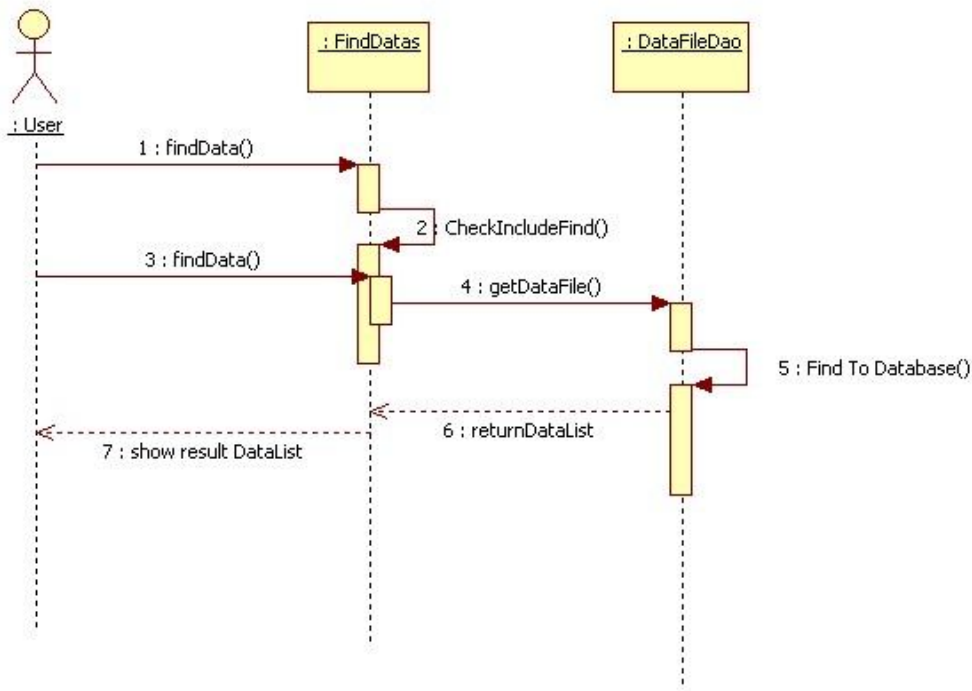 : FindDatas
: DataFileDao
: User
1 : findData()
2 : CheckIncludeFind()
3 : findData()
4 : getDataFile()
5 : Find To Database()
6 : returnDataList
7 : show result DataList